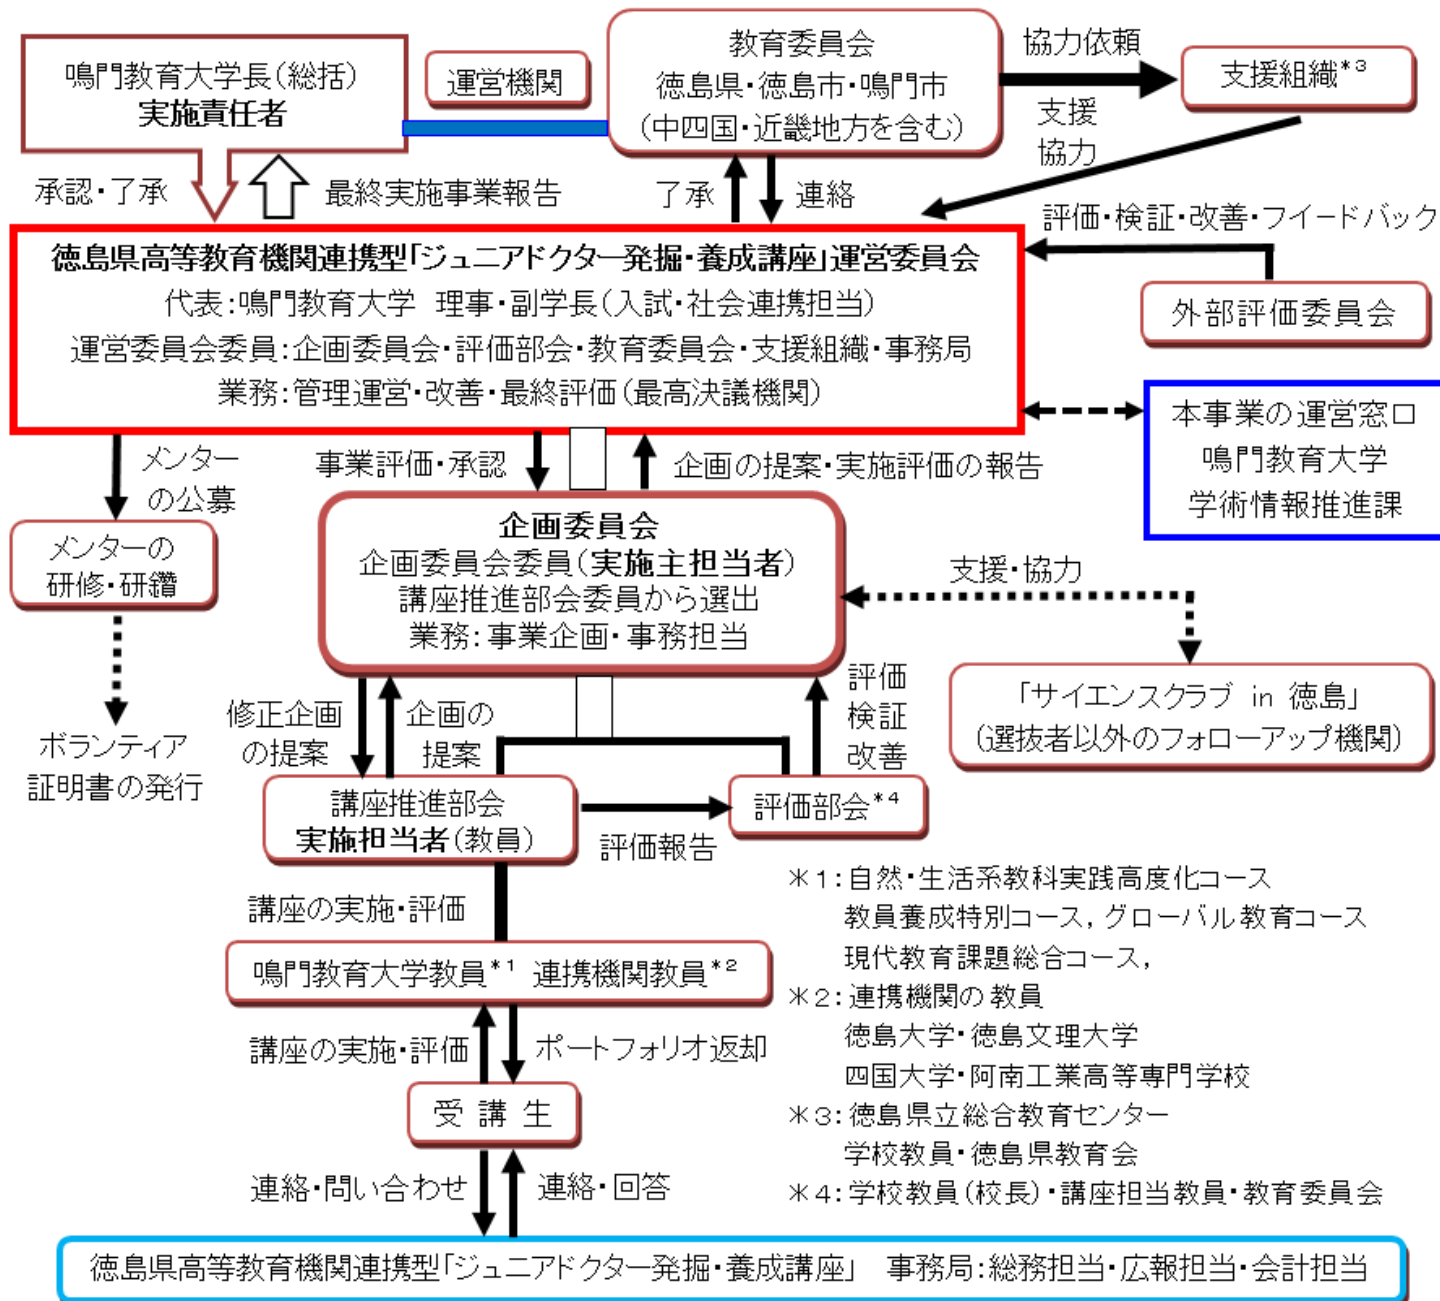 鳴門教育大学長(総括)
実施責任者
運営機関
教育委員会
徳島県・徳島市・鳴門市
(中四国・近畿地方を含む)
協力依頼
支援組織*3
支援
協力
承認・了承
最終実施事業報告
了承
連絡
評価・検証・改善・フイードバック
徳島県高等教育機関連携型「ジュニアドクター発掘・養成講座」運営委員会
代表:鳴門教育大学 理事・副学長(入試・社会連携担当)
運営委員会委員:企画委員会・評価部会・教育委員会・支援組織・事務局
業務:管理運営・改善・最終評価(最高決議機関)
外部評価委員会
本事業の運営窓口
鳴門教育大学
学術情報推進課
メンター
の公募
事業評価・承認
企画の提案・実施評価の報告
メンターの
研修・研鑽
企画委員会
企画委員会委員(実施主担当者)
講座推進部会委員から選出
業務:事業企画・事務担当
支援・協力
「サイエンスクラブ in 徳島」
(選抜者以外のフォローアップ機関)
ボランティア
証明書の発行
修正企画
の提案
企画の
提案
評価
検証
改善
講座推進部会
実施担当者(教員)
評価報告
評価部会*4
講座の実施・評価
鳴門教育大学教員*1 連携機関教員*2
講座の実施・評価
ポートフォリオ返却
受 講 生
連絡・問い合わせ
連絡・回答
*1:自然・生活系教科実践高度化コース
教員養成特別コース,グローバル教育コース
現代教育課題総合コース,
*2:連携機関の教員
徳島大学・徳島文理大学
四国大学・阿南工業高等専門学校
*3:徳島県立総合教育センター
学校教員・徳島県教育会
*4:学校教員(校長)・講座担当教員・教育委員会
徳島県高等教育機関連携型「ジュニアドクター発掘・養成講座」 事務局:総務担当・広報担当・会計担当